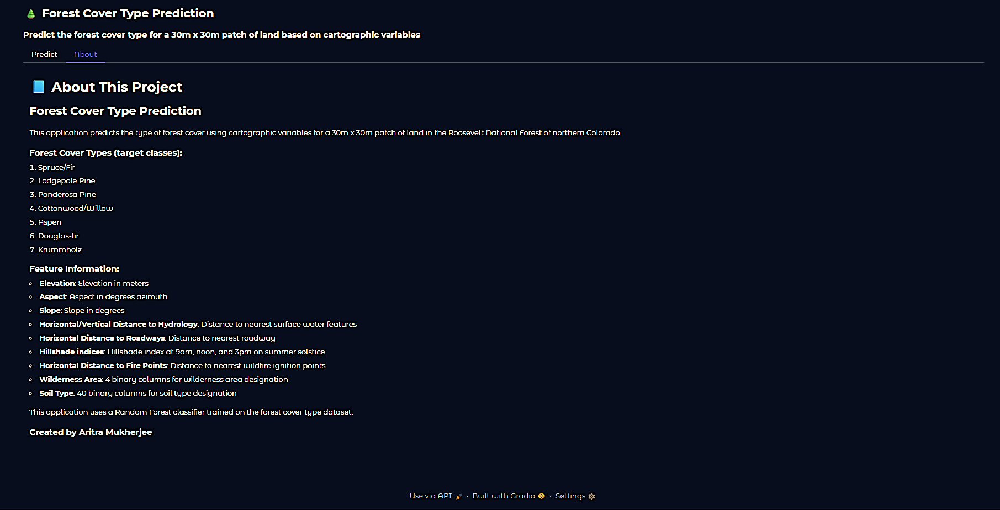 Forest Cover Type Prediction
Predict the forest cover type for a 30m x 30m patch of land based on cartographic variables
Predict About
About This Project
Forest Cover Type Prediction
This application predicts the type of forest cover using cartographic variables for a 30m x 30m patch of land in the Roosevelt National Forest of northern Colorado.
Forest Cover Types (target classes):
1. Spruce/Fir
2. Lodgepole Pine
3. Ponderosa Pine
4. Cottonwood/Willow
5. Aspen
6. Douglas-fir
7. Krummholz
Feature Information:
Elevation: Elevation in meters
Aspect: Aspect in degrees azimuth
Slope: Slope in degrees
Horizontal/Vertical Distance to Hydrology: Distance to nearest surface water features
Horizontal Distance to Roadways: Distance to nearest roadway
Hillshade indices: Hillshade index at 9am, noon, and 3pm on summer solstice
Horizontal Distance to Fire Points: Distance to nearest wildfire ignition points
Wilderness Area: 4 binary columns for wilderness area designation
Soil Type: 40 binary columns for soil type designation
This application uses a Random Forest classifier trained on the forest cover type dataset.
Created by Aritra Mukherjee
Use via API · Built with Gradio · Settings